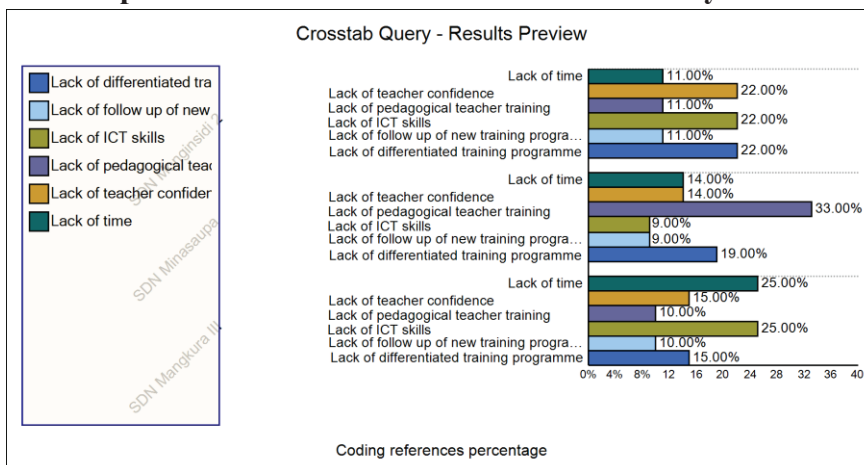 Crosstab Query - Results Preview
Lack of differentiated tra
Lack of follow up of new
Lack of ICT skills
Lack of pedagogical teac
Lack of teacher confider
Lack of time
SDN Manginsidi 2
SDN Minasaupa
SDN Mangkura III
Lack of time 11.00%
Lack of teacher confidence 22.00%
Lack of pedagogical teacher training 11.00%
Lack of ICT skills 22.00%
Lack of follow up of new training progra... 11.00%
Lack of differentiated training programme 22.00%
Lack of time 14.00%
Lack of teacher confidence 14.00%
Lack of pedagogical teacher training 33.00%
Lack of ICT skills 9.00%
Lack of follow up of new training progra... 9.00%
Lack of differentiated training programme 19.00%
Lack of time 25.00%
Lack of teacher confidence 15.00%
Lack of pedagogical teacher training 10.00%
Lack of ICT skills 25.00%
Lack of follow up of new training progra... 10.00%
Lack of differentiated training programme 15.00%
0% 4% 8% 12% 16 20 24 28 32 36 40
Coding references percentage